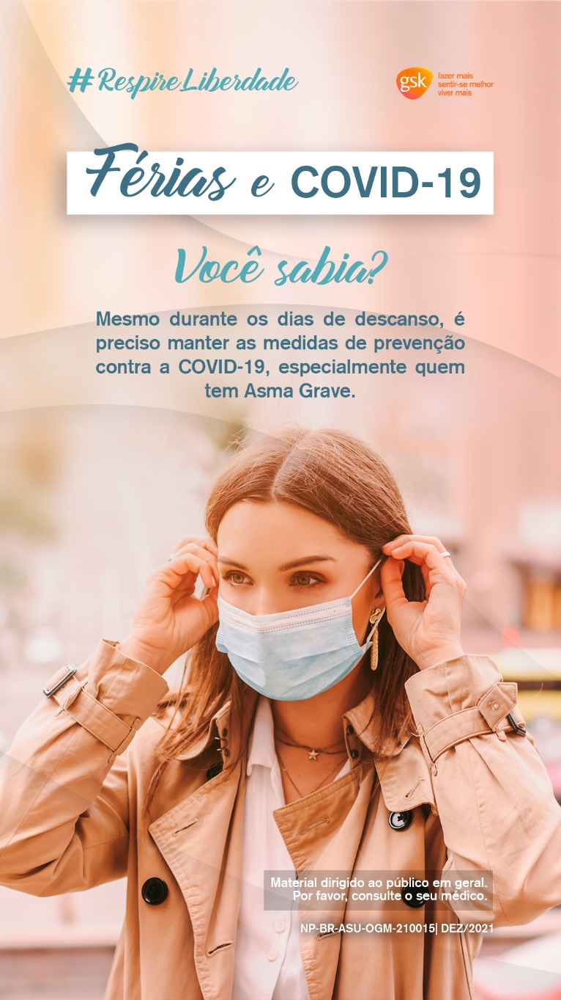 #RespireLiberdade
gsk
fazer mais
sentir-se melhor
viver mais
Férias e COVID-19
Você sabia?
Mesmo durante os dias de descanso, é
preciso manter as medidas de prevenção
contra a COVID-19, especialmente quem
tem Asma Grave.
Material dirigido ao público em geral.
Por favor, consulte o seu médico.
NP-BR-ASU-OGM-210015| DEZ/2021